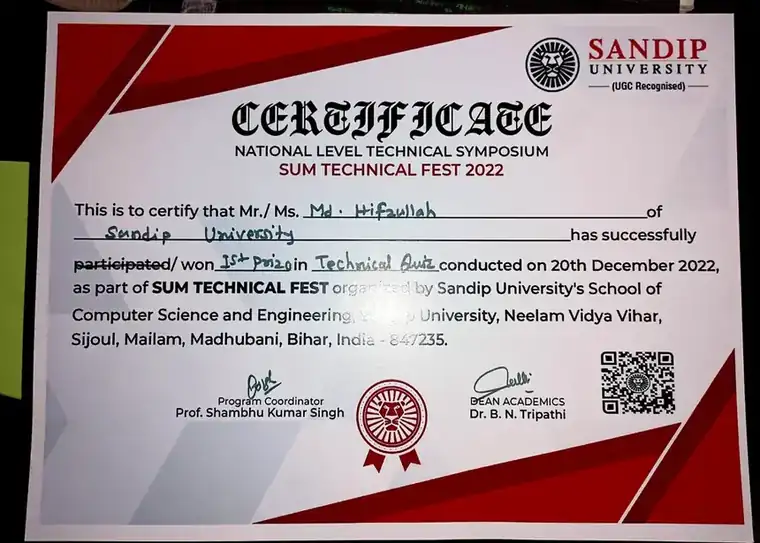 SANDIP
UNIVERSITY
(UGC Recognised)
CERTIFICATE
NATIONAL LEVEL TECHNICAL SYMPOSIUM
SUM TECHNICAL FEST 2022
This is to certify that Mr./ Ms. Md. Hifzullah of
Sandip University has successfully
participated/ won Ist prize in Technical Quiz conducted on 20th December 2022,
as part of SUM TECHNICAL FEST organized by Sandip University's School of
Computer Science and Engineering, University, Neelam Vidya Vihar,
Sijoul, Mailam, Madhubani, Bihar, India - 847235.
Program Coordinator
Prof. Shambhu Kumar Singh
DEAN ACADEMICS
Dr. B. N. Tripathi